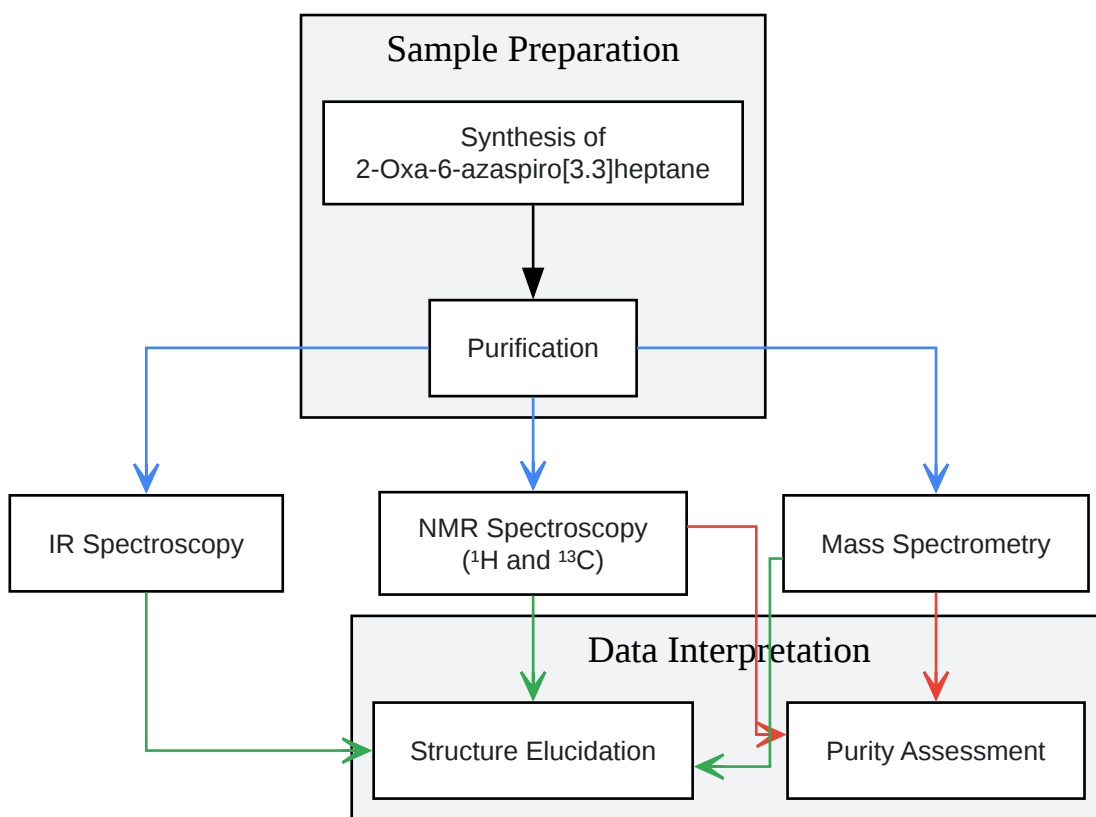 Sample Preparation
Synthesis of
2-Oxa-6-azaspiro[3.3]heptane
Purification
IR Spectroscopy
NMR Spectroscopy
(¹H and ¹³C)
Mass Spectrometry
Data Interpretation
Structure Elucidation
Purity Assessment